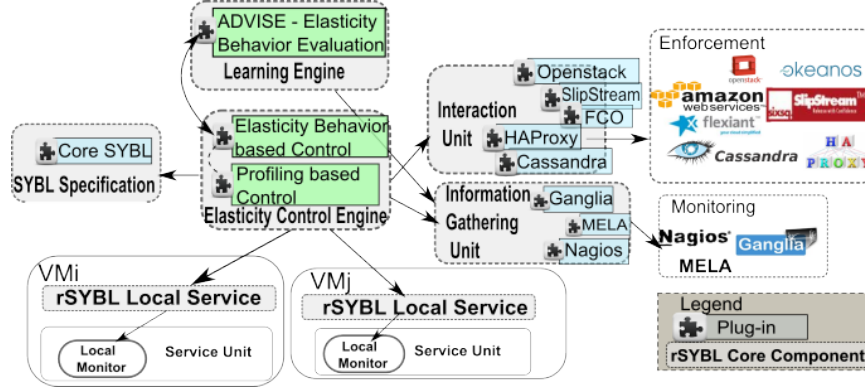 ADVISE - Elasticity
Behavior Evaluation
Learning Engine
Elasticity Behavior
based Control
Profiling based
Control
Elasticity Control Engine
Core SYBL
SYBL Specification
Interaction
Unit
Openstack
SlipStream
FCO
HAProxy
Cassandra
Information
Gathering
Unit
Ganglia
MELA
Nagios
Enforcement
openstack
okeanos
amazon
webservices™
sixsq
SlipStream
flexiant™
Cassandra
HA
PROXY
Monitoring
Nagios®
Ganglia
MELA
VMi
rSYBL Local Service
Local
Monitor
Service Unit
VMj
rSYBL Local Service
Local
Monitor
Service Unit
Legend
Plug-in
rSYBL Core Component